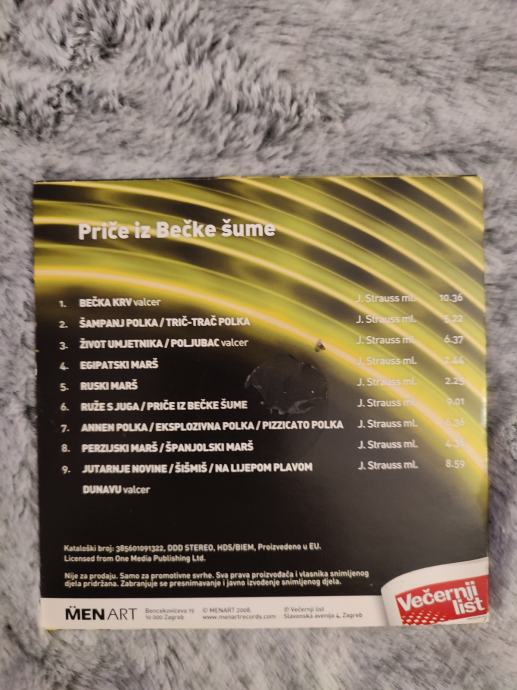 Priče iz Bečke šume
1. BEČKA KRV valcer J. Strauss ml. 10.36
2. ŠAMPANJ POLKA / TRIČ-TRAČ POLKA J. Strauss ml. 5.22
3. ŽIVOT UMJETNIKA / POLJUBAC valcer J. Strauss ml. 6.37
4. EGIPATSKI MARŠ J. Strauss ml.
5. RUSKI MARŠ J. Strauss ml. 2.25
6. RUŽE S JUGA / PRIČE IZ BEČKE ŠUME J. Strauss ml. 9.01
7. ANNEN POLKA / EKSPLOZIVNA POLKA / PIZZICATO POLKA J. Strauss ml.
8. PERZIJSKI MARŠ / ŠPANJOLSKI MARŠ J. Strauss ml.
9. JUTARNJE NOVINE / ŠIŠMIŠ / NA LIJEPOM PLAVOM J. Strauss ml. 8.59
DUNAVU valcer
Kataloški broj: 385601091322, DDD STEREO, HDS/BIEM, Proizvedeno u EU.
Licensed from One Media Publishing Ltd.
Nije za prodaju. Samo za promotivne svrhe. Sva prava proizvođača i vlasnika snimljenog
djela pridržana. Zabranjuje se presnimavanje i javno izvođenje snimljenog djela.
MENART
Bencekovićeva 19
10 000 Zagreb
© MENART 2008.
www.menartrecords.com
© Večernji list
Slavonska avenija 4, Zagreb
Večernji
list